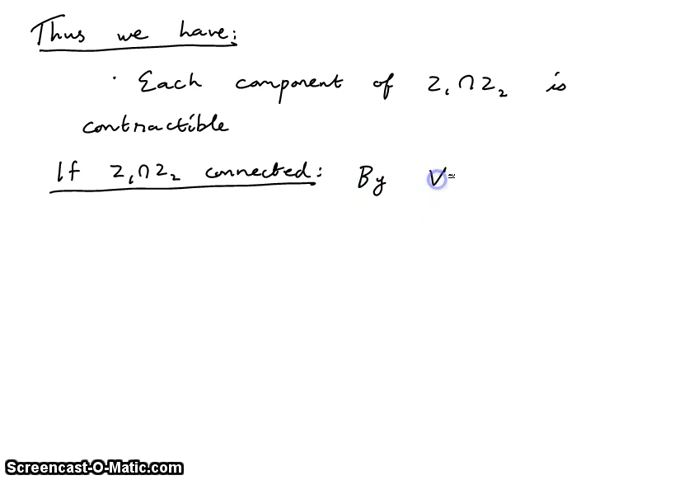 Thus we have:
· Each component of Z₁∩Z₂ is
contractible
If Z₁∩Z₂ connected: By V-
Screencast-O-Matic.com